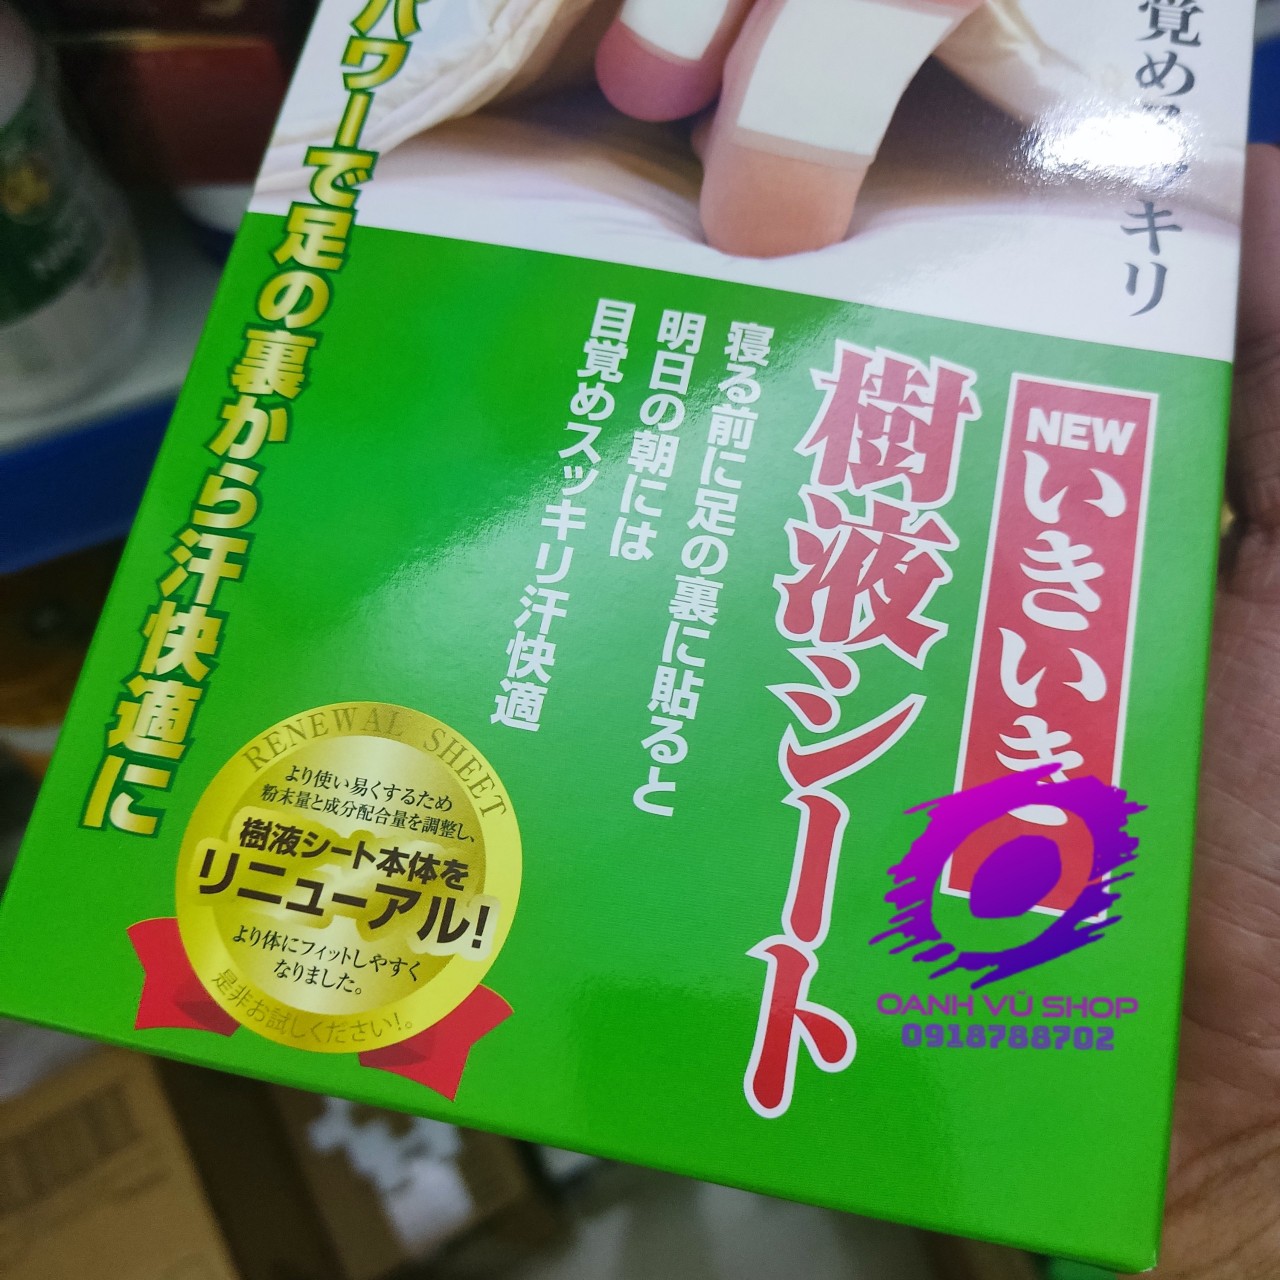 覚め
キリ
NEW
いきいき
樹液シート
寝る前に足の裏に貼ると
明日の朝には
目覚めスッキリ汗快適
パワーで足の裏から汗快適に
RENEWAL SHEET
より使い易くするため
粉末量と成分配合量を調整し、
樹液シート本体を
リニューアル!
より体にフィットしやすく
なりました。
是非お試しください!。
OANH VŨ SHOP
0918788702